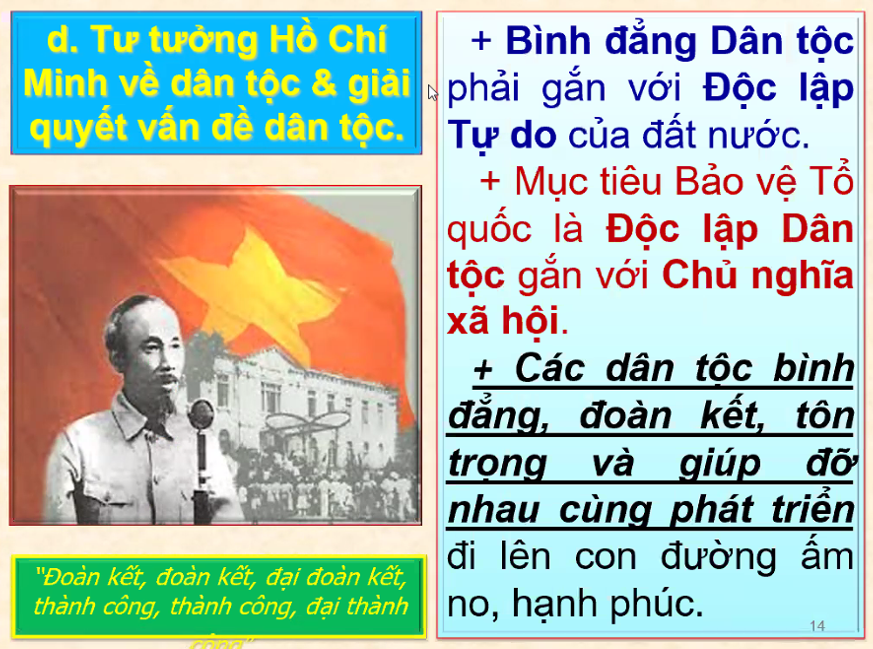 d. Tư tưởng Hồ Chí
Minh về dân tộc & giải
quyết vấn đề dân tộc.
"Đoàn kết, đoàn kết, đại đoàn kết,
thành công, thành công, đại thành
công"
+ Bình đẳng Dân tộc
phải gắn với Độc lập
Tự do của đất nước.
+ Mục tiêu Bảo vệ Tổ
quốc là Độc lập Dân
tộc gắn với Chủ nghĩa
xã hội.
+ Các dân tộc bình
đẳng, đoàn kết, tôn
trọng và giúp đỡ
nhau cùng phát triển
đi lên con đường ấm
no, hạnh phúc.
14